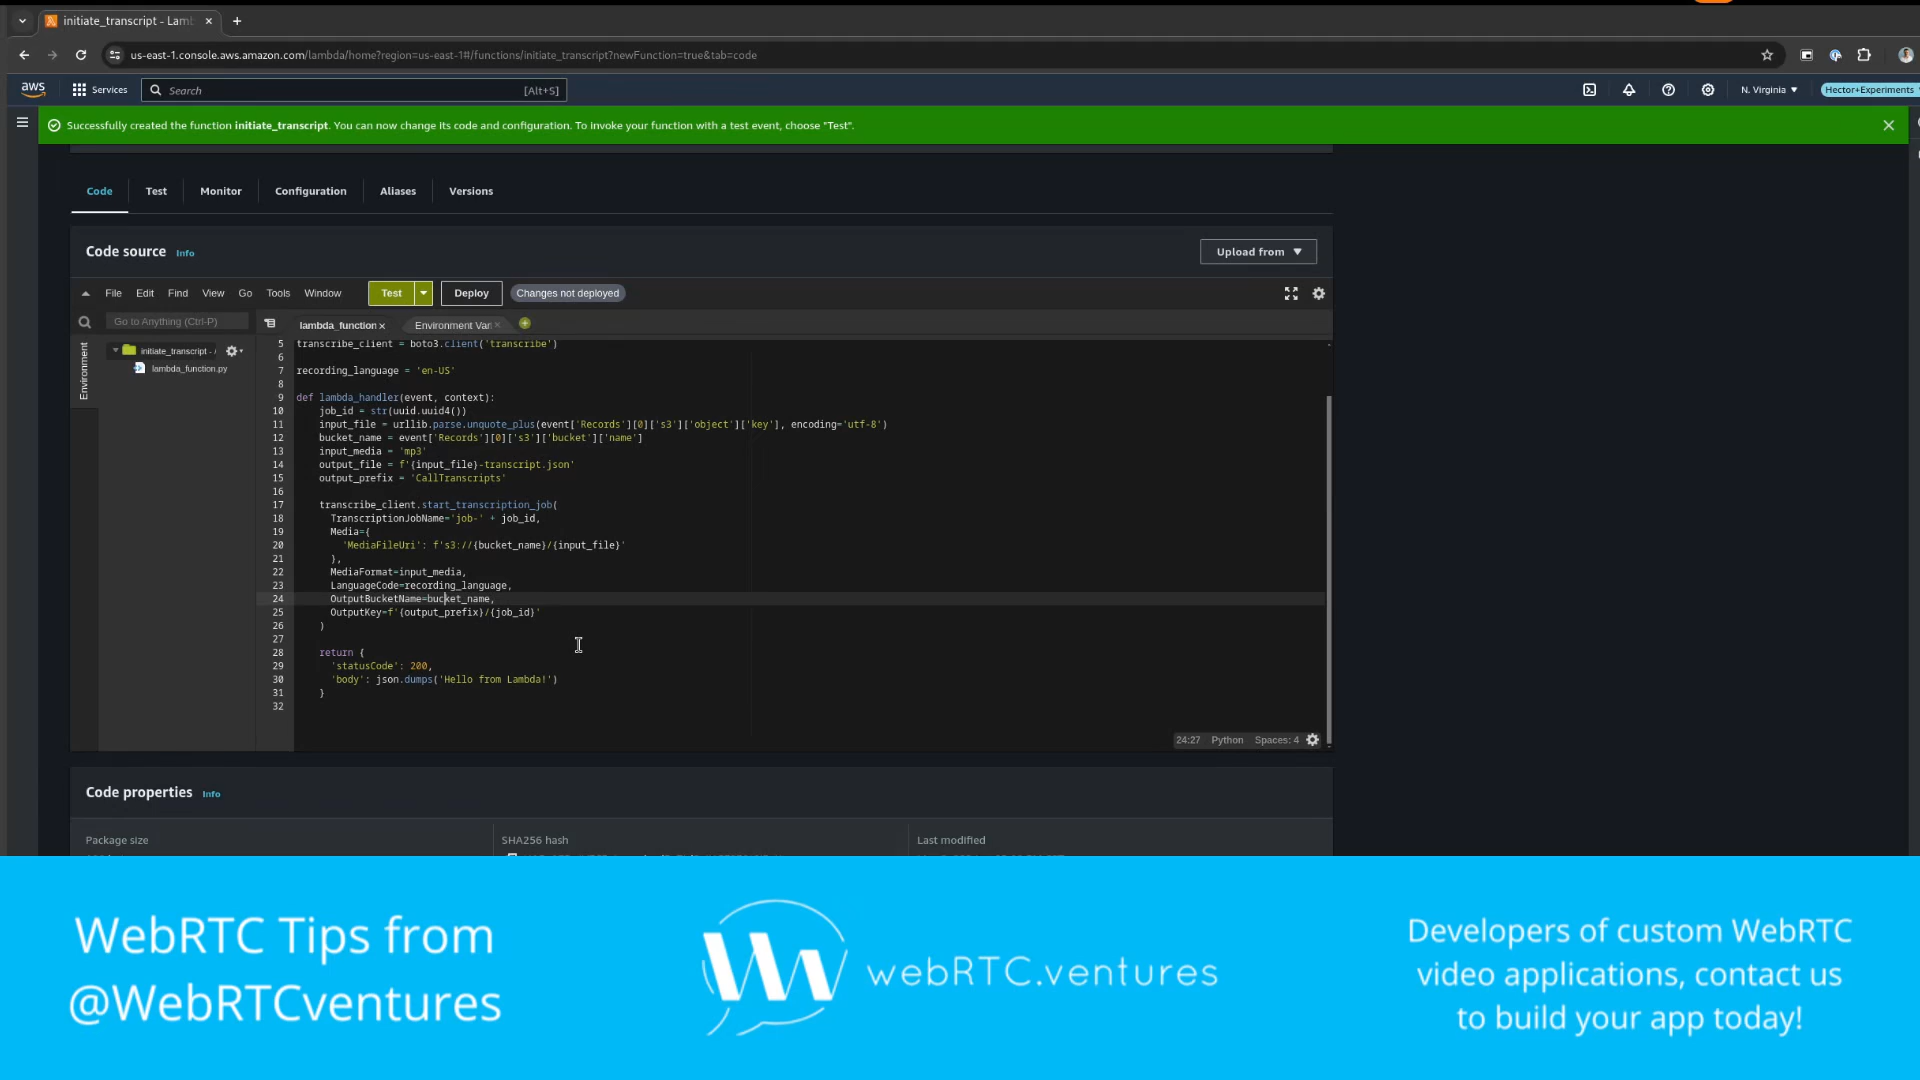 initiate_transcript - Lam
us-east-1.console.aws.amazon.com/lambda/home?region=us-east-1#/functions/initiate_transcript?newFunction=true&tab=code
aws
Services
Search
[Alt+S]
N. Virginia
Hector+Experiments
Successfully created the function initiate_transcript. You can now change its code and configuration. To invoke your function with a test event, choose "Test".
Code
Test
Monitor
Configuration
Aliases
Versions
Code source
Info
Upload from
File
Edit
Find
View
Go
Tools
Window
Test
Deploy
Changes not deployed
Go to Anything (Ctrl-P)
lambda_function
Environment Var
Environment
initiate_transcript - /
lambda_function.py
5 transcribe_client = boto3.client('transcribe')
6
7 recording_language = 'en-US'
8
9 def lambda_handler(event, context):
10 job_id = str(uuid.uuid4())
11 input_file = urllib.parse.unquote_plus(event['Records'][0]['s3']['object']['key'], encoding='utf-8')
12 bucket_name = event['Records'][0]['s3']['bucket']['name']
13 input_media = 'mp3'
14 output_file = f'{input_file}-transcript.json'
15 output_prefix = 'CallTranscripts'
16
17 transcribe_client.start_transcription_job(
18 TranscriptionJobName='job-' + job_id,
19 Media={
20 'MediaFileUri': f's3://{bucket_name}/{input_file}'
21 },
22 MediaFormat=input_media,
23 LanguageCode=recording_language,
24 OutputBucketName=bucket_name,
25 OutputKey=f'{output_prefix}/{job_id}'
26 )
27
28 return {
29 'statusCode': 200,
30 'body': json.dumps('Hello from Lambda!')
31 }
32
24:27 Python Spaces: 4
Code properties
Info
Package size
SHA256 hash
Last modified
WebRTC Tips from
@WebRTCventures
webRTC.ventures
Developers of custom WebRTC
video applications, contact us
to build your app today!